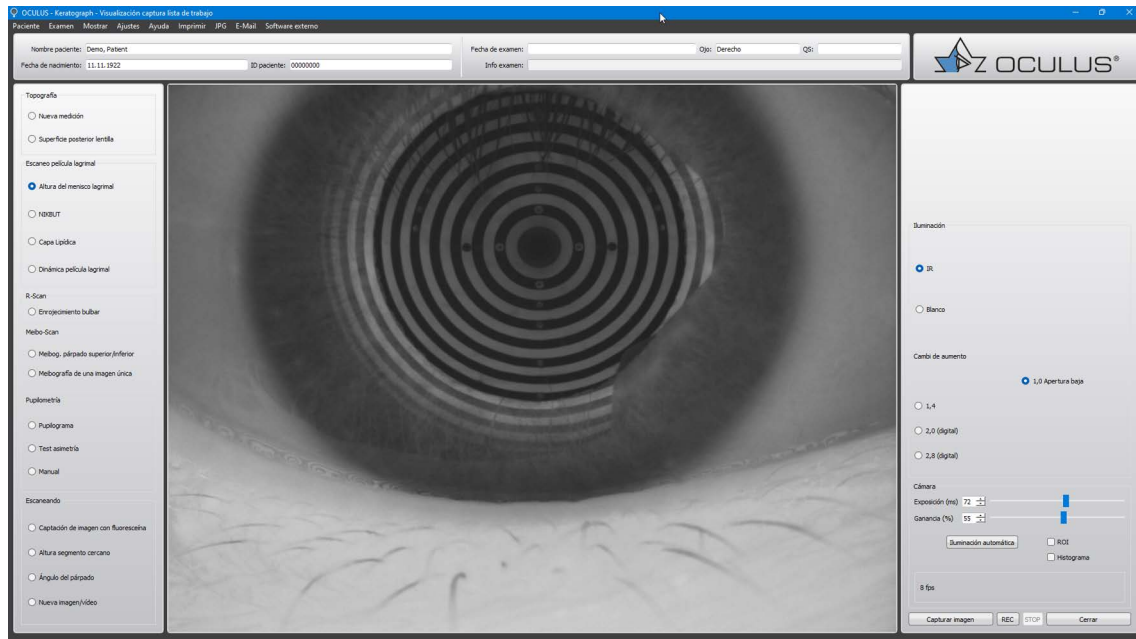 OCULUS - Keratograph - Visualización captura lista de trabajo
Paciente Examen Mostrar Ajustes Ayuda Imprimir JPG E-Mail Software externo
Nombre paciente: Demo, Patient
Fecha de nacimiento: 11.11.1922 ID paciente: 00000000
Fecha de examen: Ojo: Derecho QS:
Info examen:
OCULUS®
Topografía
Nueva medición
Superficie posterior lentilla
Escaneo película lagrimal
Altura del menisco lagrimal
NIKBUT
Capa Lipídica
Dinámica película lagrimal
R-Scan
Enrojecimiento bulbar
Meibo-Scan
Meibog. párpado superior/inferior
Meibografía de una imagen única
Pupilometría
Pupilograma
Test asimetría
Manual
Escaneando
Captación de imagen con fluoresceína
Altura segmento cercano
Ángulo del párpado
Nueva imagen/vídeo
Iluminación
IR
Blanco
Cambi de aumento
1,0 Apertura baja
1,4
2,0 (digital)
2,8 (digital)
Cámara
Exposición (ms) 72
Ganancia (%) 55
Iluminación automática ROI
Histograma
8 fps
Capturar imagen REC STOP Cerrar